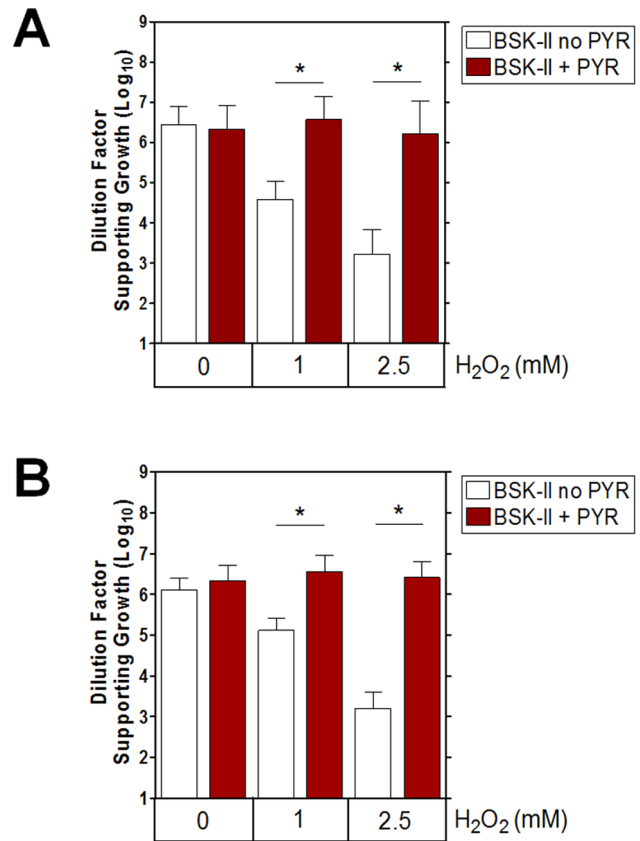 A
BSK-II no PYR
BSK-II + PYR
Dilution Factor
Supporting Growth (Log₁₀)
9
8
7
6
5
4
3
2
1
*
*
0 1 2.5 H₂O₂ (mM)
B
BSK-II no PYR
BSK-II + PYR
Dilution Factor
Supporting Growth (Log₁₀)
9
8
7
6
5
4
3
2
1
*
*
0 1 2.5 H₂O₂ (mM)